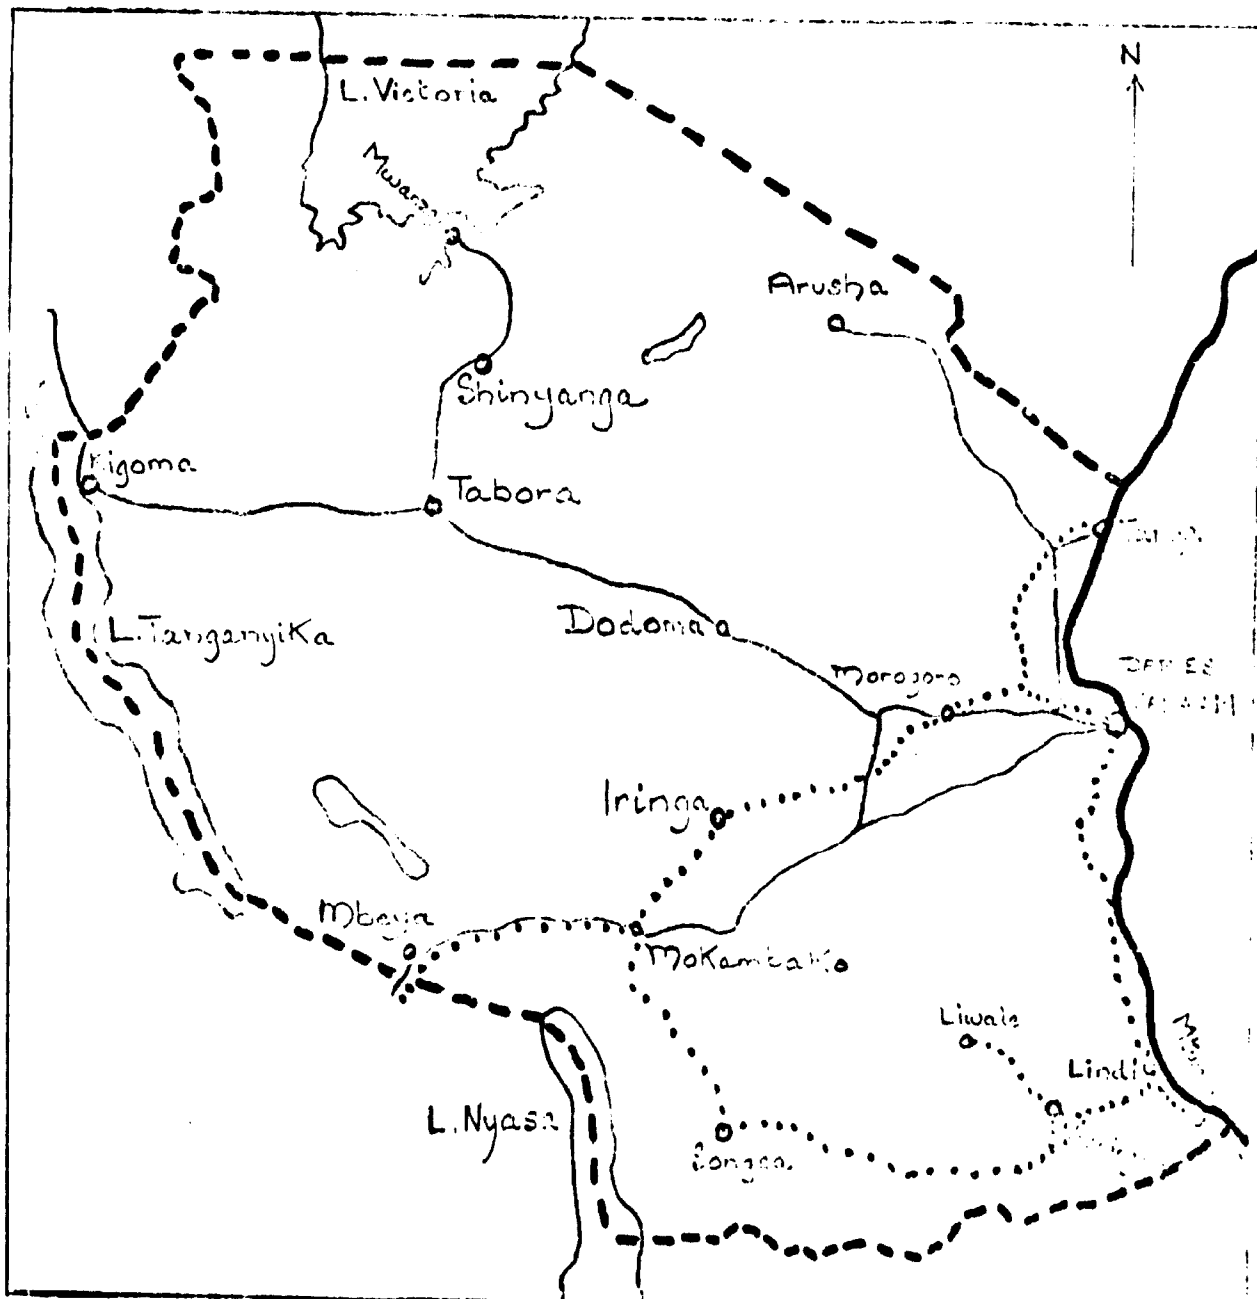 N
L. Victoria
Arusha
Shinyanga
Kigoma
Tabora
L. Tanganyika
Dodoma
Morogoro
Iringa
Mbeya
MoKambaKo
Liwale
Lindi
L. Nyasa
Songea